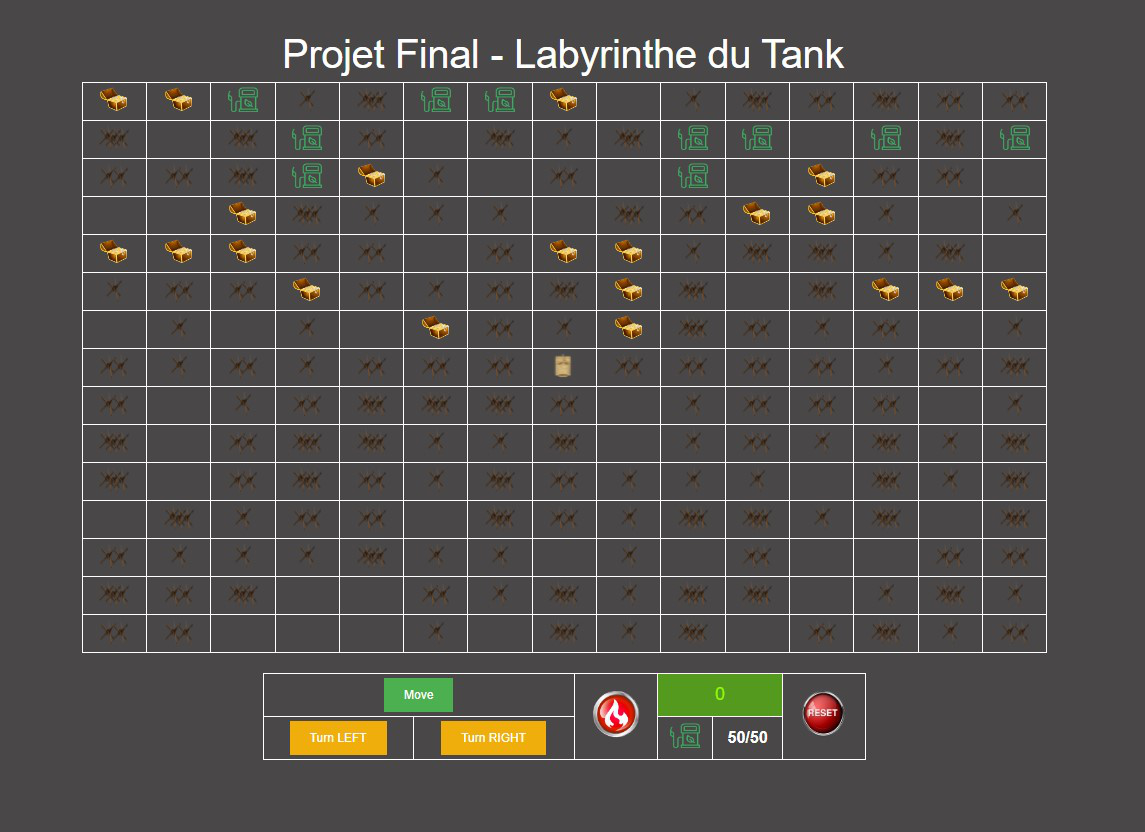 Projet Final - Labyrinthe du Tank
Move
0
RESET
Turn LEFT
Turn RIGHT
50/50